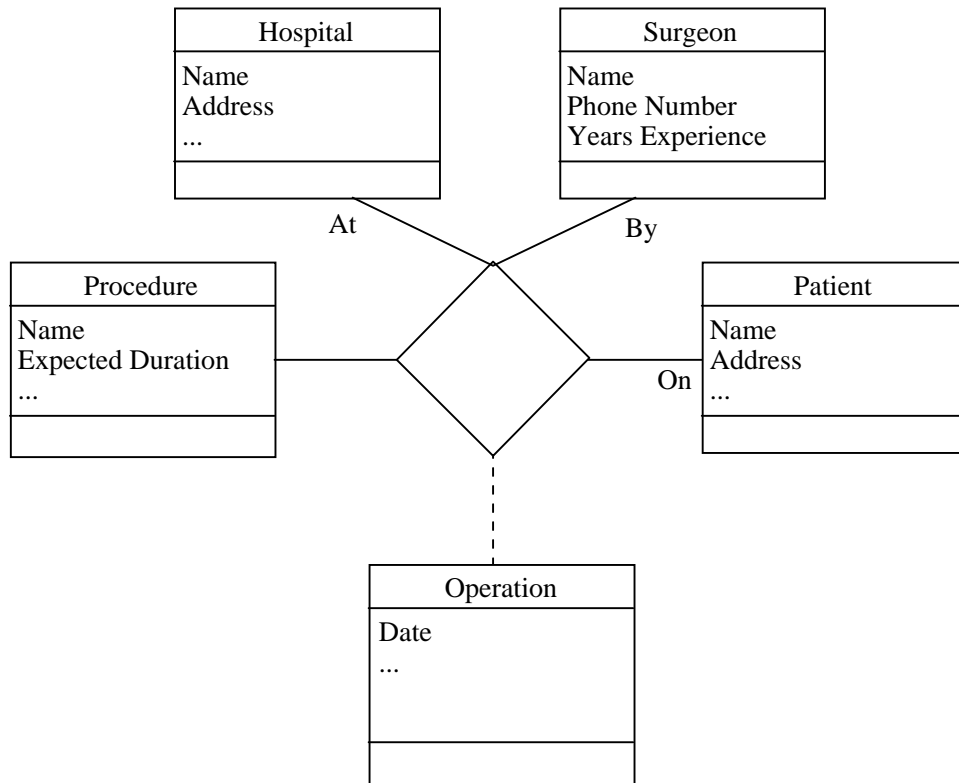 Hospital
Name
Address
...
Surgeon
Name
Phone Number
Years Experience
At
By
Procedure
Name
Expected Duration
...
Patient
Name
Address
...
On
Operation
Date
...